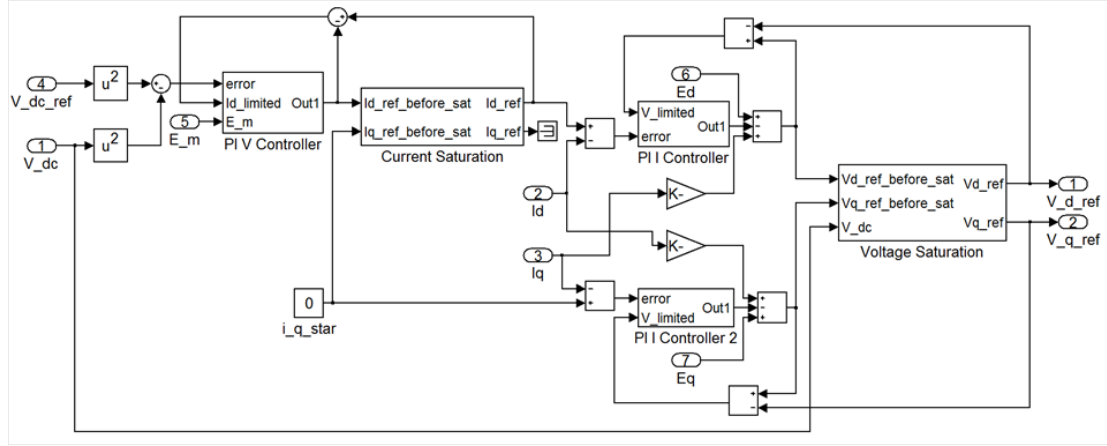 4
V_dc_ref
u²
1
V_dc
u²
5
E_m
error
Id_limited
E_m
Out1
PI V Controller
Id_ref_before_sat
Iq_ref_before_sat
Id_ref
Iq_ref
Current Saturation
6
Ed
V_limited
error
Out1
PI I Controller
K-
2
Id
K-
3
Iq
0
i_q_star
error
V_limited
Out1
PI I Controller 2
7
Eq
Vd_ref_before_sat
Vq_ref_before_sat
V_dc
Vd_ref
Vq_ref
Voltage Saturation
1
V_d_ref
2
V_q_ref